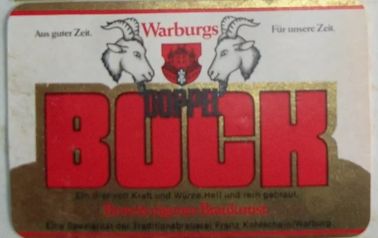 Aus guter Zeit. Warburgs Für unsere Zeit.
DOPPEL
BOCK
Ein Bier von Kraft und Würze. Hell und rein gebraut.
Eine Spezialität der Traditionsbrauerei Franz Kohlschein/Warburg